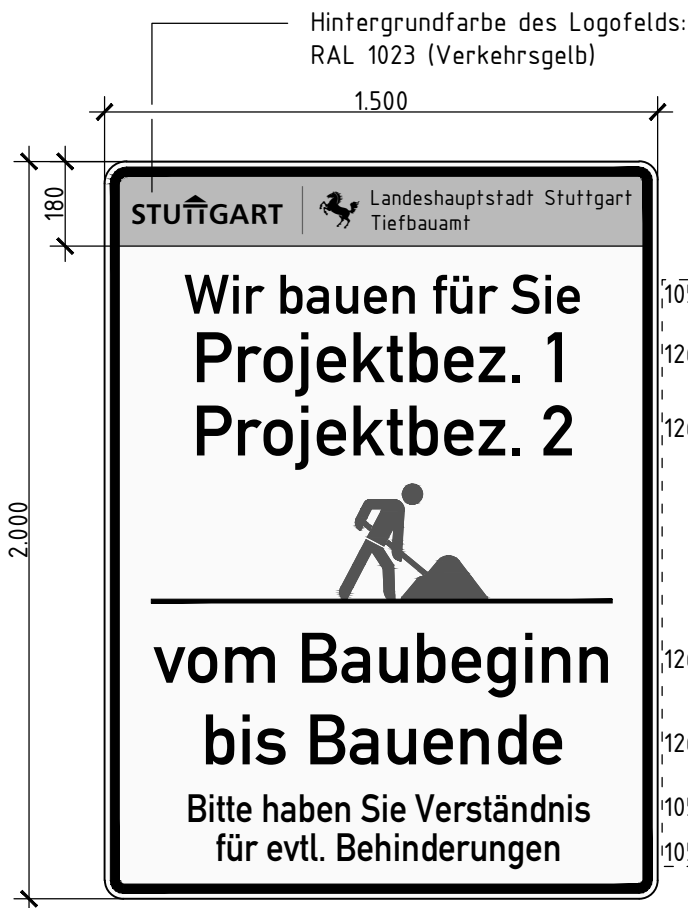 Hintergrundfarbe des Logofelds:
RAL 1023 (Verkehrsgelb)
1.500
180
STUTTGART
Landeshauptstadt Stuttgart
Tiefbauamt
Wir bauen für Sie
Projektbez. 1
Projektbez. 2
2.000
vom Baubeginn
bis Bauende
Bitte haben Sie Verständnis
für evtl. Behinderungen